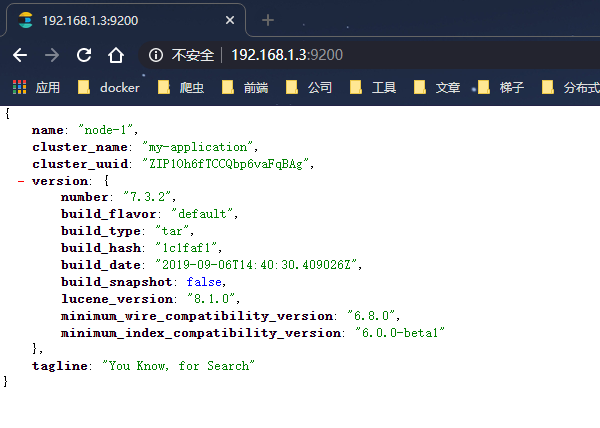 192.168.1.3:9200
不安全 192.168.1.3:9200
应用 docker 爬虫 前端 公司 工具 文章 梯子 分布式
{
name: "node-1",
cluster_name: "my-application",
cluster_uuid: "ZIP1Oh6fTCCQbp6vaFqBAg",
- version: {
number: "7.3.2",
build_flavor: "default",
build_type: "tar",
build_hash: "1c1faf1",
build_date: "2019-09-06T14:40:30.409026Z",
build_snapshot: false,
lucene_version: "8.1.0",
minimum_wire_compatibility_version: "6.8.0",
minimum_index_compatibility_version: "6.0.0-beta1"
},
tagline: "You Know, for Search"
}